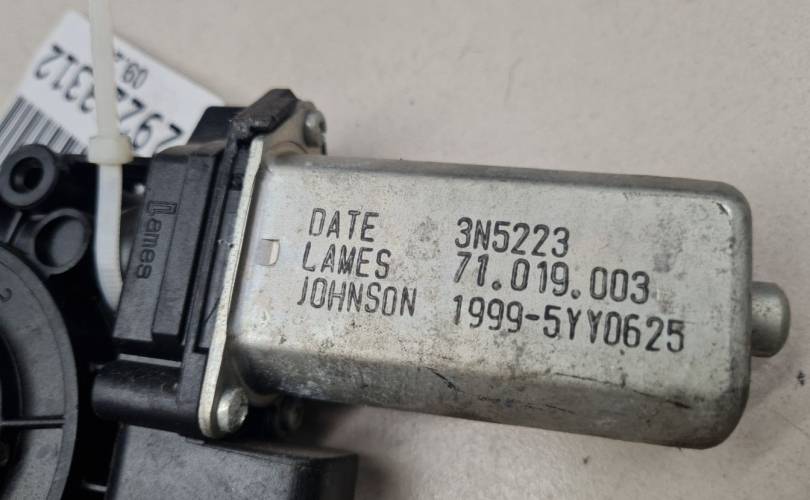 DATE 3N5223
LAMES 71.019.003
JOHNSON 1999-5YY0625
Lames